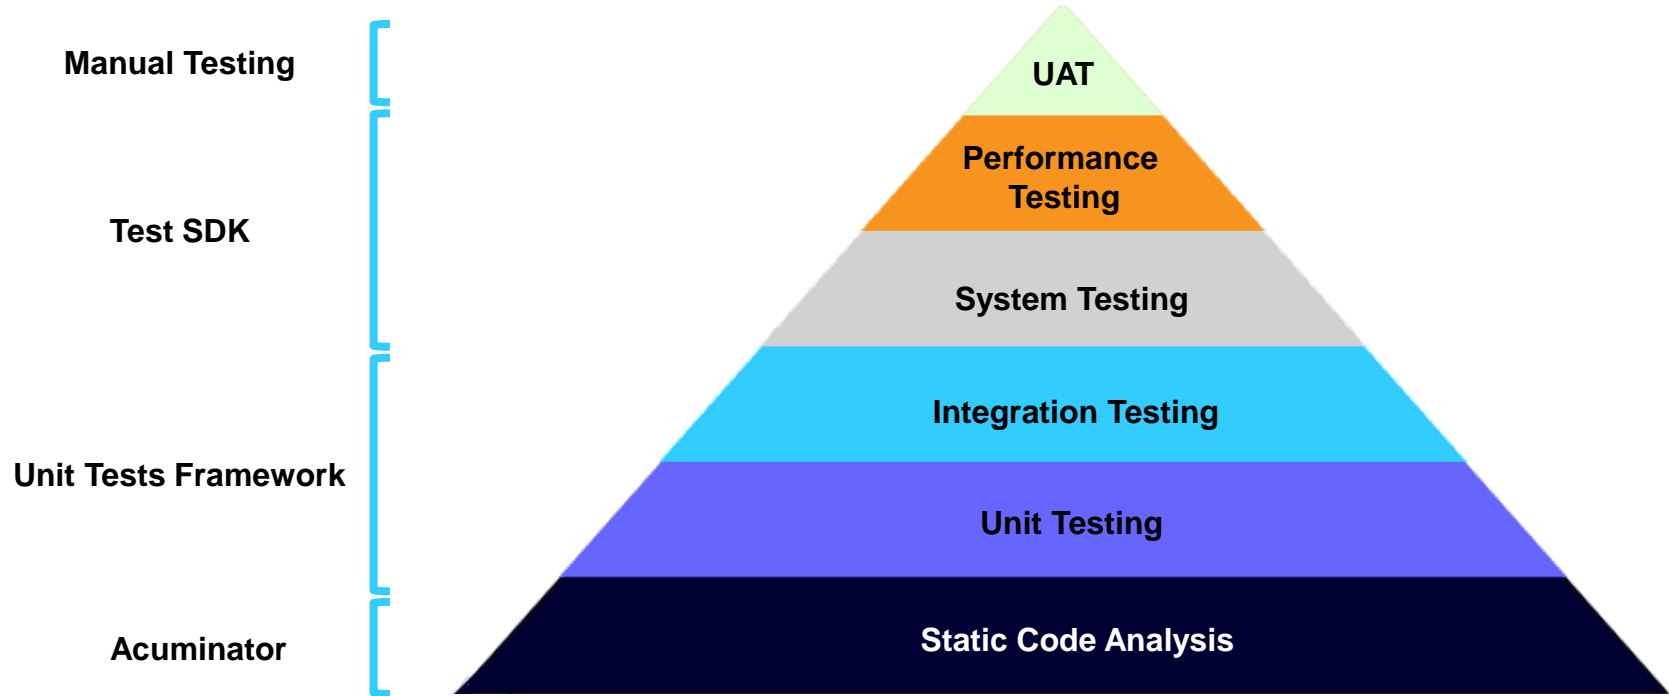 Manual Testing
UAT
Performance
Testing
Test SDK
System Testing
Integration Testing
Unit Tests Framework
Unit Testing
Acuminator
Static Code Analysis